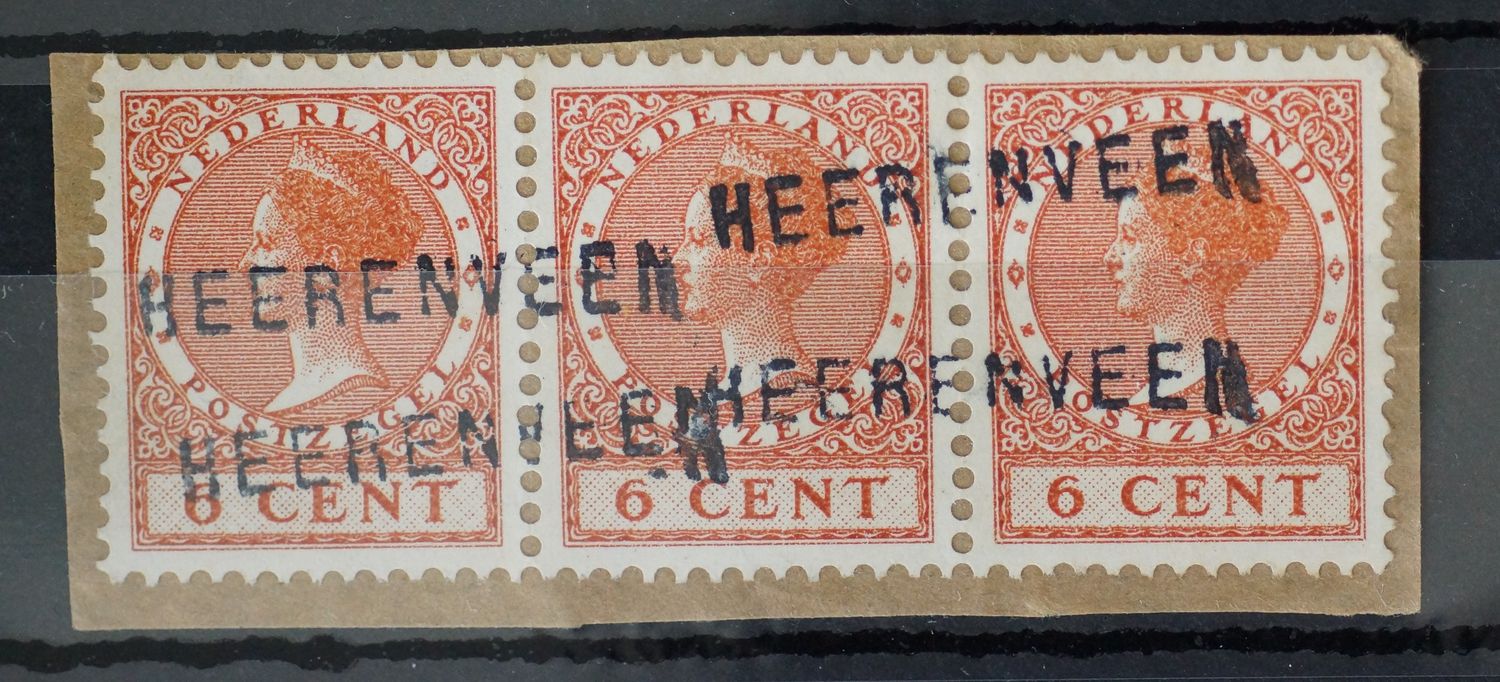 NEDERLAND
POSTZEGEL
6 CENT
NEDERLAND
POSTZEGEL
6 CENT
NEDERLAND
POSTZEGEL
6 CENT
HEERENVEEN
HEERENVEEN
HEERENVEEN
HEERENVEEN